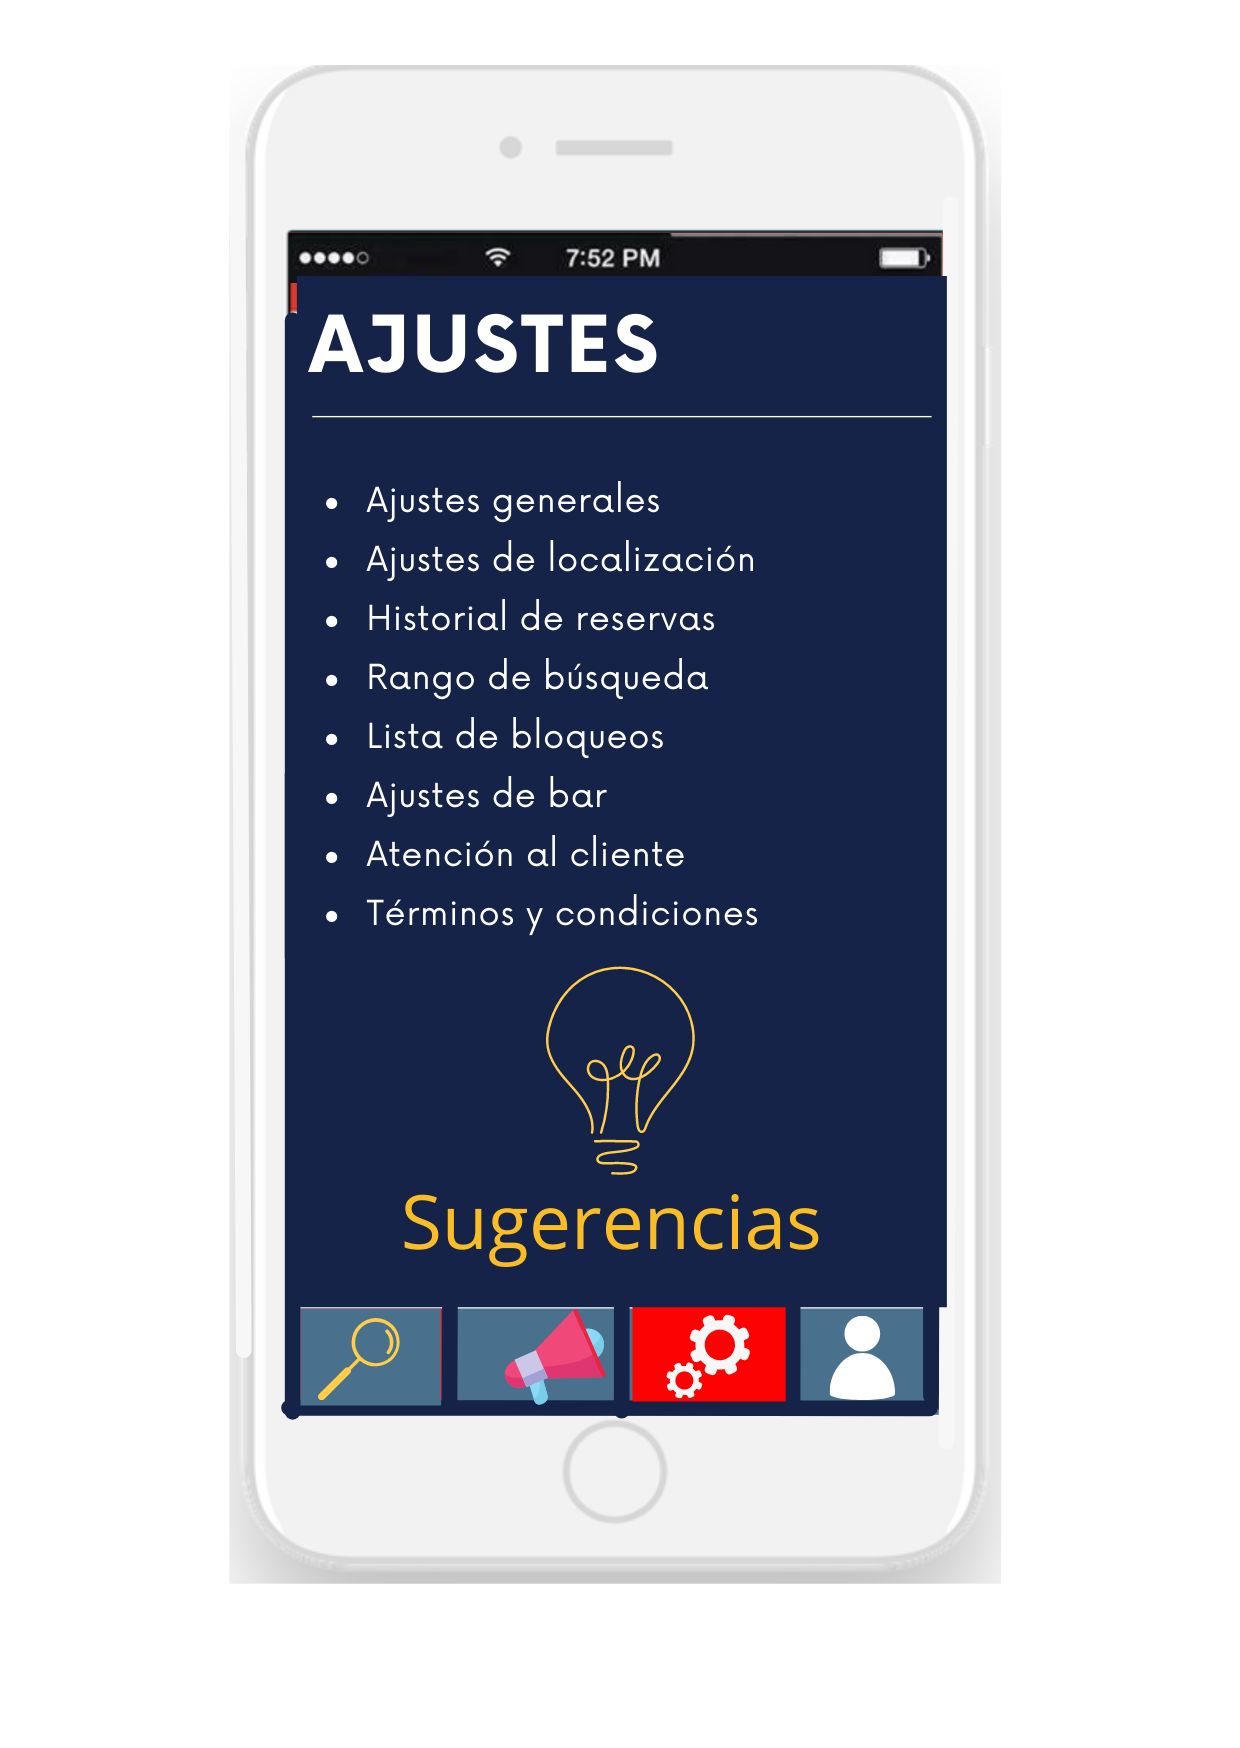 7:52 PM
AJUSTES
• Ajustes generales
• Ajustes de localización
• Historial de reservas
• Rango de búsqueda
• Lista de bloqueos
• Ajustes de bar
• Atención al cliente
• Términos y condiciones
Sugerencias